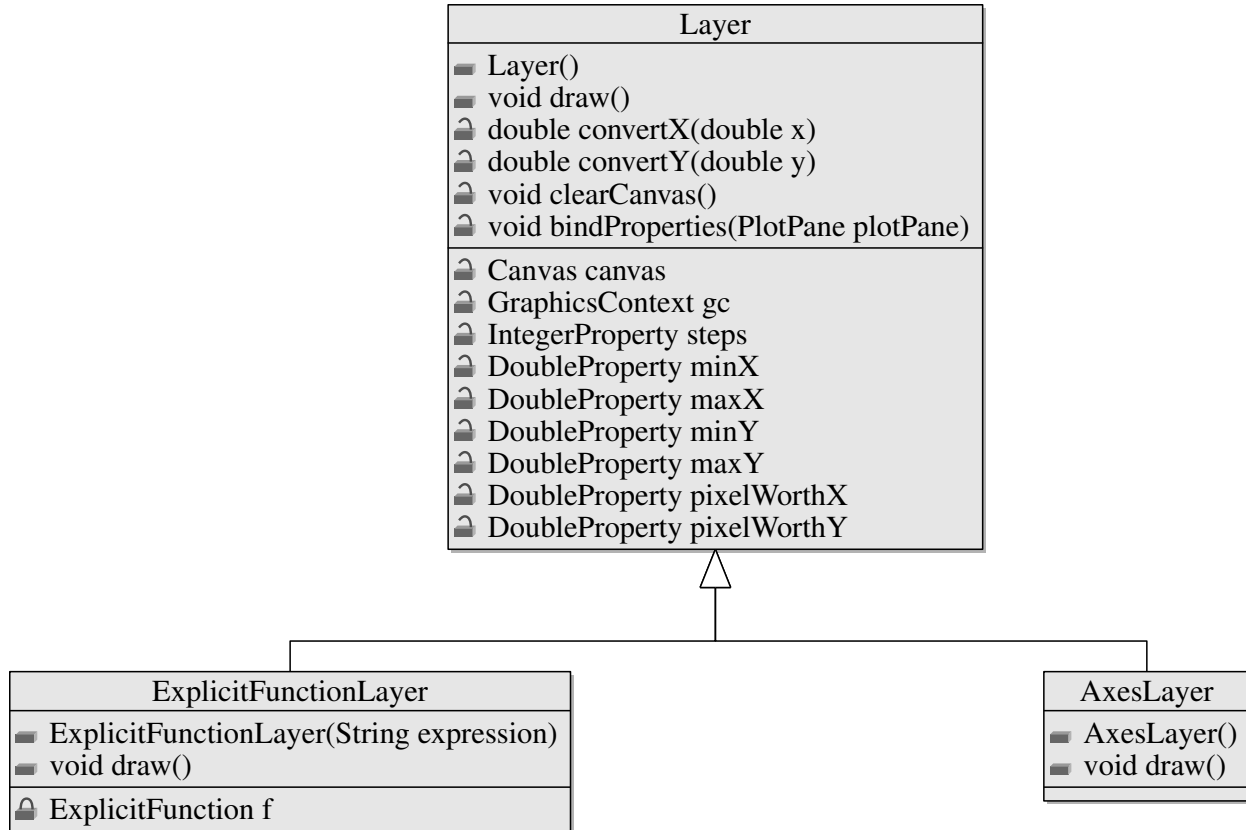 Layer
Layer()
void draw()
double convertX(double x)
double convertY(double y)
void clearCanvas()
void bindProperties(PlotPane plotPane)
Canvas canvas
GraphicsContext gc
IntegerProperty steps
DoubleProperty minX
DoubleProperty maxX
DoubleProperty minY
DoubleProperty maxY
DoubleProperty pixelWorthX
DoubleProperty pixelWorthY
ExplicitFunctionLayer
ExplicitFunctionLayer(String expression)
void draw()
ExplicitFunction f
AxesLayer
AxesLayer()
void draw()